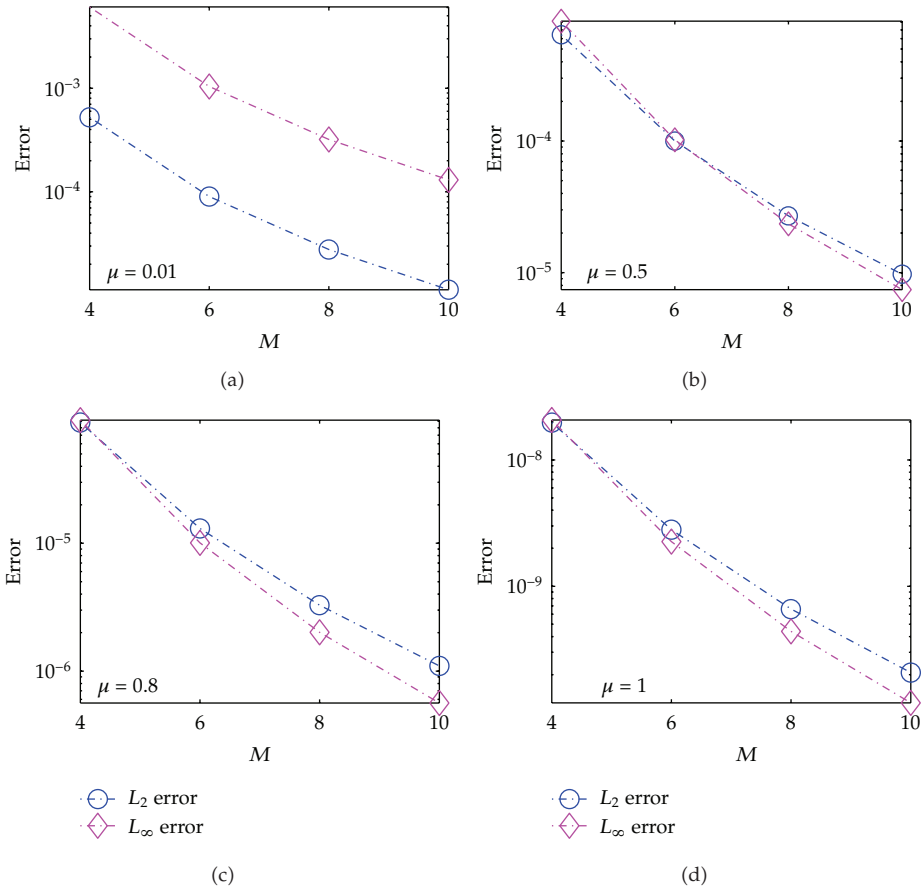 10⁻³
10⁻⁴
Error
μ = 0.01
4 6 8 10
M
(a)
10⁻⁴
10⁻⁵
Error
μ = 0.5
4 6 8 10
M
(b)
10⁻⁵
10⁻⁶
Error
μ = 0.8
4 6 8 10
M
L₂ error
L∞ error
(c)
10⁻⁸
10⁻⁹
Error
μ = 1
4 6 8 10
M
L₂ error
L∞ error
(d)